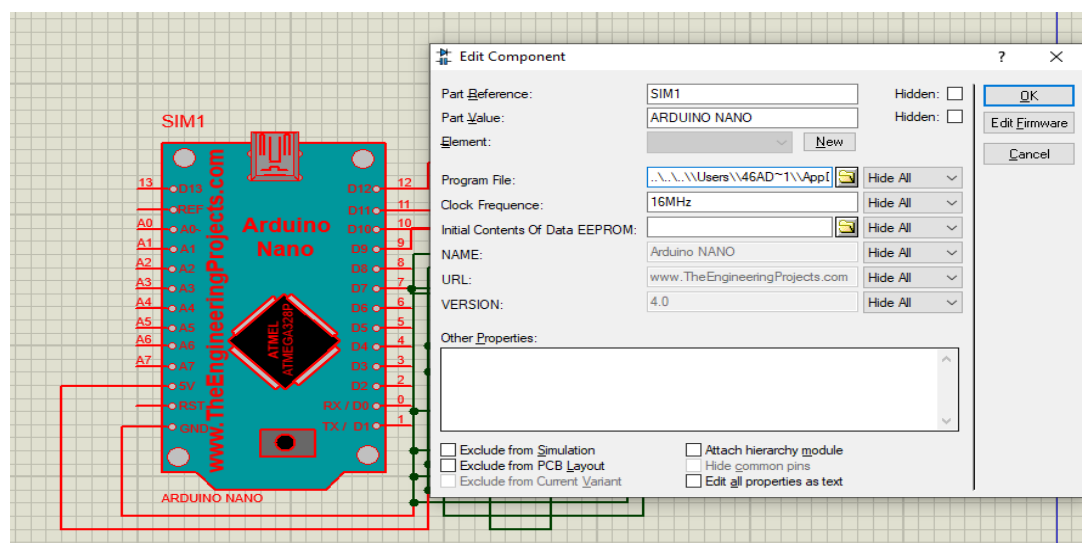 SIM1
13
D13
REF
A0
A0
A1
A1
A2
A2
A3
A3
A4
A4
A5
A5
A6
A6
A7
A7
5V
RST
GND
www.TheEngineeringProjects.com
Arduino
Nano
ATMEL
ATMEGA328P
D12
12
D11
11
D10
10
D9
9
D8
8
D7
7
D6
6
D5
5
D4
4
D3
3
D2
2
RX / D0
0
TX / D1
1
ARDUINO NANO
Edit Component
? ×
Part Reference: SIM1 Hidden:
Part Value: ARDUINO NANO Hidden:
Element: New
Program File: ..\..\..\\Users\\46AD~1\\App Hide All
Clock Frequence: 16MHz Hide All
Initial Contents Of Data EEPROM: Hide All
NAME: Arduino NANO Hide All
URL: www.TheEngineeringProjects.com Hide All
VERSION: 4.0 Hide All
Other Properties:
Exclude from Simulation
Exclude from PCB Layout
Exclude from Current Variant
Attach hierarchy module
Hide common pins
Edit all properties as text
OK
Edit Firmware
Cancel